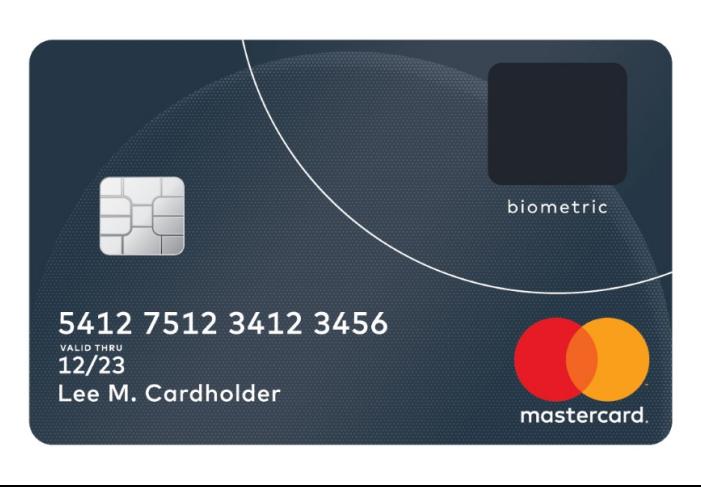 biometric
5412 7512 3412 3456
VALID THRU
12/23
Lee M. Cardholder
mastercard.